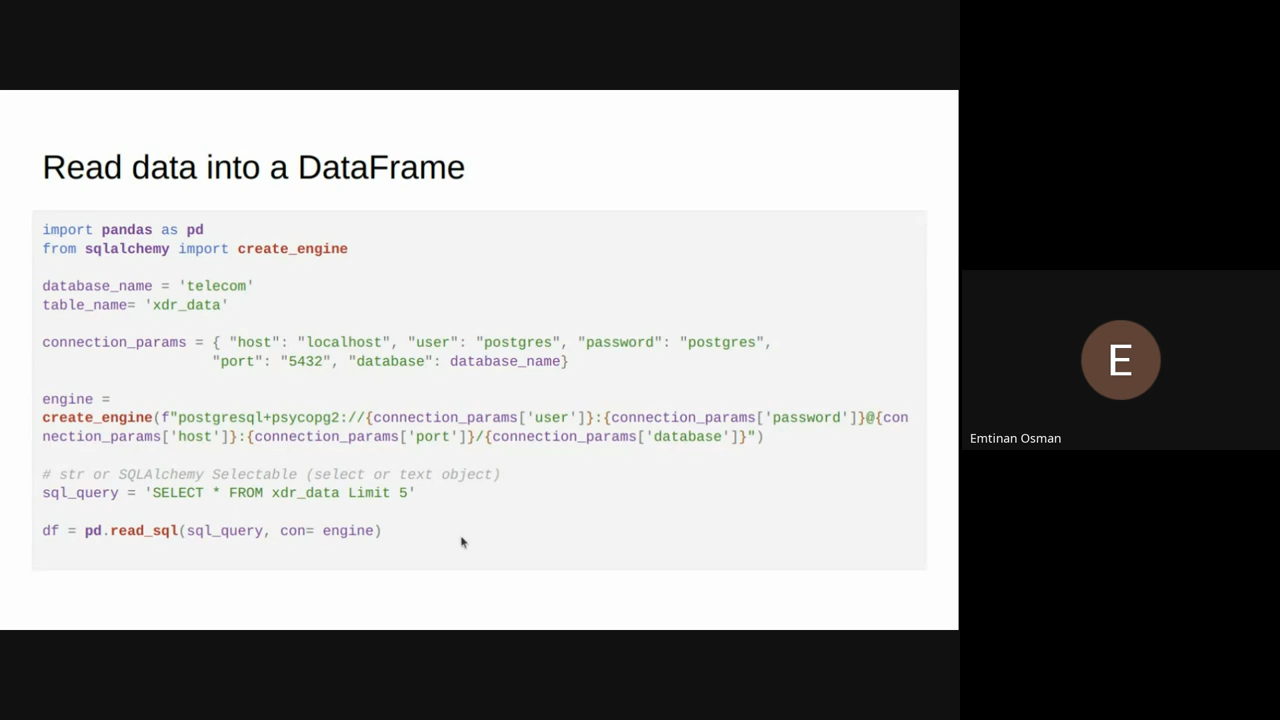 Read data into a DataFrame
import pandas as pd
from sqlalchemy import create_engine
database_name = 'telecom'
table_name= 'xdr_data'
connection_params = { "host": "localhost", "user": "postgres", "password": "postgres",
"port": "5432", "database": database_name}
engine =
create_engine(f"postgresql+psycopg2://{connection_params['user']}:{connection_params['password']}@{con
nection_params['host']}:{connection_params['port']}/{connection_params['database']}")
# str or SQLAlchemy Selectable (select or text object)
sql_query = 'SELECT * FROM xdr_data Limit 5'
df = pd.read_sql(sql_query, con= engine)
E
Emtinan Osman